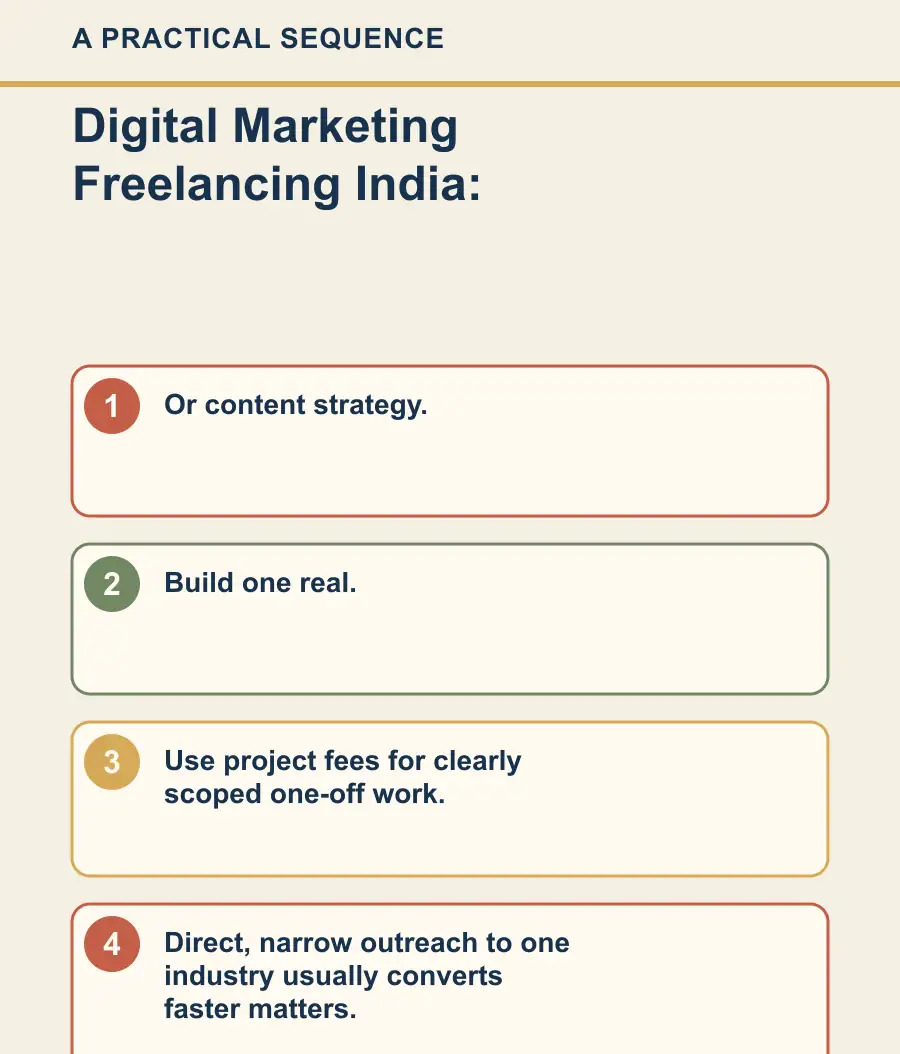 A PRACTICAL SEQUENCE
Digital Marketing
Freelancing India:
1
Or content strategy.
2
Build one real.
3
Use project fees for clearly
scoped one-off work.
4
Direct, narrow outreach to one
industry usually converts
faster matters.